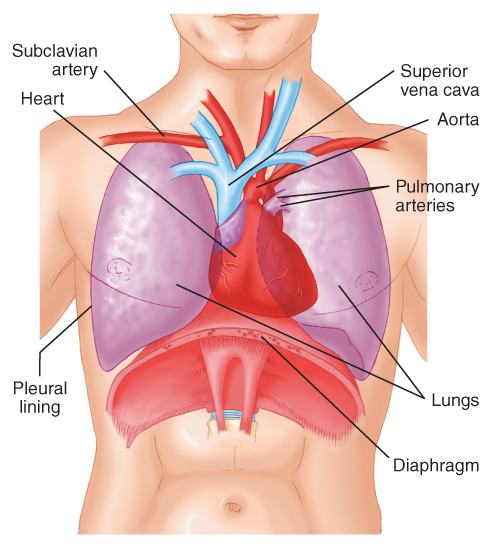 Subclavian
artery
Heart
Superior
vena cava
Aorta
Pulmonary
arteries
Pleural
lining
Lungs
Diaphragm